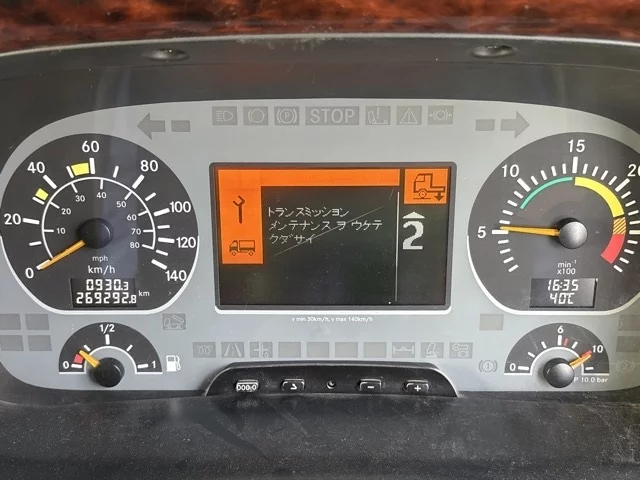 STOP
0 20 40 60 80 100 120 140
10 20 30 40 50 60 70 80
mph
km/h
0930.3
269292.8 km
トランスミッション
メンテナンス ヲ ウケテ
クダサイ
2
5 10 15 20
min⁻¹
x100
16:35
40°C
v min 30km/h, v max 140km/h
0 1/2 1
0 6 10
P 10.0 bar
000/0
- +